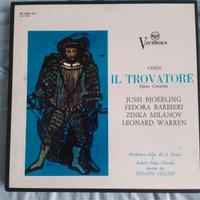 VICTROLA
VERDI
IL TROVATORE
Opera Completa
JUSSI BJOERLING
FEDORA BARBIERI
ZINKA MILANOV
LEONARD WARREN
Orchestra della RCA Victor
Robert Shaw Chorale
diretta da
RENATO CELLINI